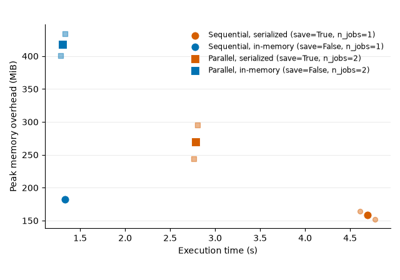 Sequential, serialized (save=True, n_jobs=1)
Sequential, in-memory (save=False, n_jobs=1)
Parallel, serialized (save=True, n_jobs=2)
Parallel, in-memory (save=False, n_jobs=2)
Peak memory overhead (MiB)
400
350
300
250
200
150
1.5 2.0 2.5 3.0 3.5 4.0 4.5
Execution time (s)